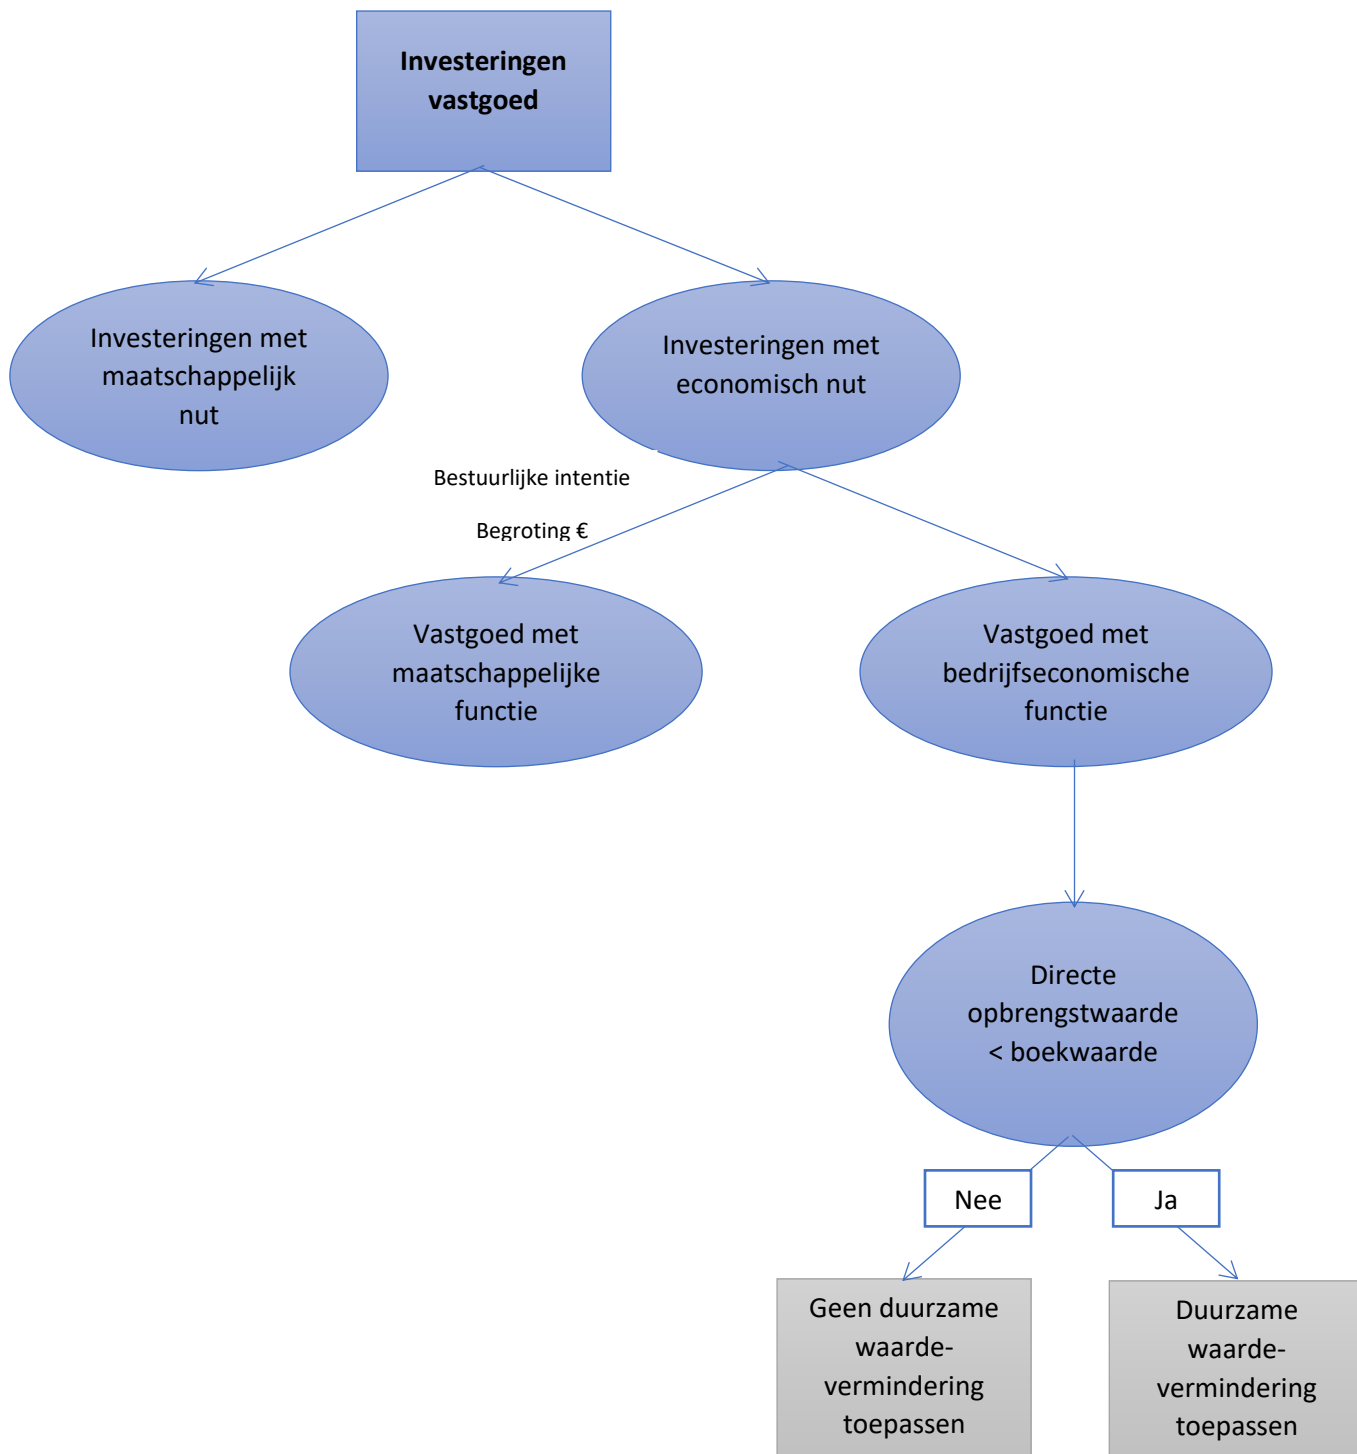 Investeringen
vastgoed
Investeringen met
maatschappelijk
nut
Investeringen met
economisch nut
Bestuurlijke intentie
Begroting €
Vastgoed met
maatschappelijke
functie
Vastgoed met
bedrijfseconomische
functie
Directe
opbrengstwaarde
< boekwaarde
Nee
Ja
Geen duurzame
waarde-
vermindering
toepassen
Duurzame
waarde-
vermindering
toepassen